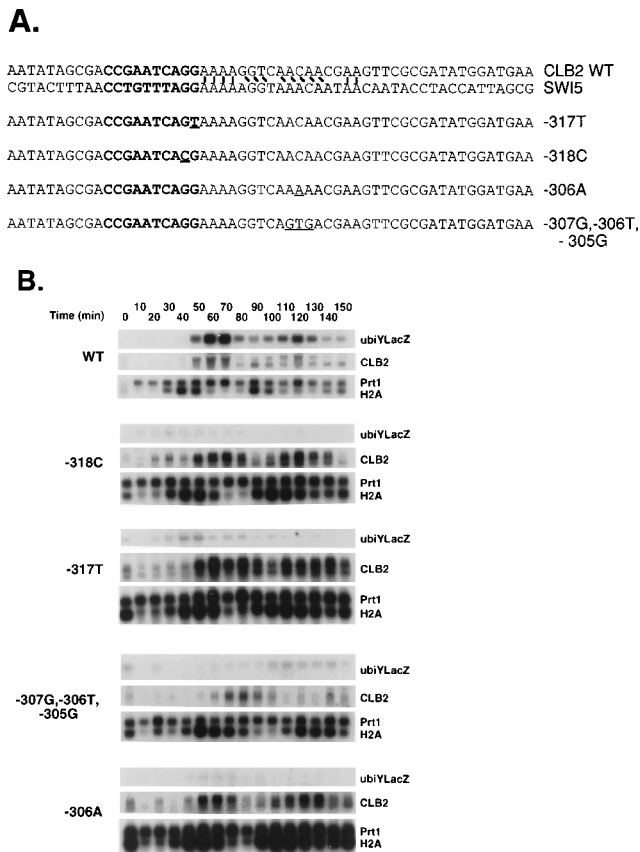 A.
AATATAGCGACCGAATCAGGAAAAGGTCAACAACGAAGTTCGCGATATGGATGAA CLB2 WT
CGTACTTTAACCTGTTTAGGAAAAAGGTAAACAATAACAATACCTACCATTAGCG SWI5
AATATAGCGACCGAATCAGTAAAAGGTCAACAACGAAGTTCGCGATATGGATGAA -317T
AATATAGCGACCGAATCACGAAAAGGTCAACAACGAAGTTCGCGATATGGATGAA -318C
AATATAGCGACCGAATCAGGAAAAGGTCAAAAACGAAGTTCGCGATATGGATGAA -306A
AATATAGCGACCGAATCAGGAAAAGGTCAGTGACGAAGTTCGCGATATGGATGAA -307G,-306T,
- 305G
B.
10 30 50 70 90 110 130 150
Time (min) 0 20 40 60 80 100 120 140
WT
ubiYLacZ
CLB2
Prt1
H2A
-318C
ubiYLacZ
CLB2
Prt1
H2A
-317T
ubiYLacZ
CLB2
Prt1
H2A
-307G,-306T,
-305G
ubiYLacZ
CLB2
Prt1
H2A
-306A
ubiYLacZ
CLB2
Prt1
H2A